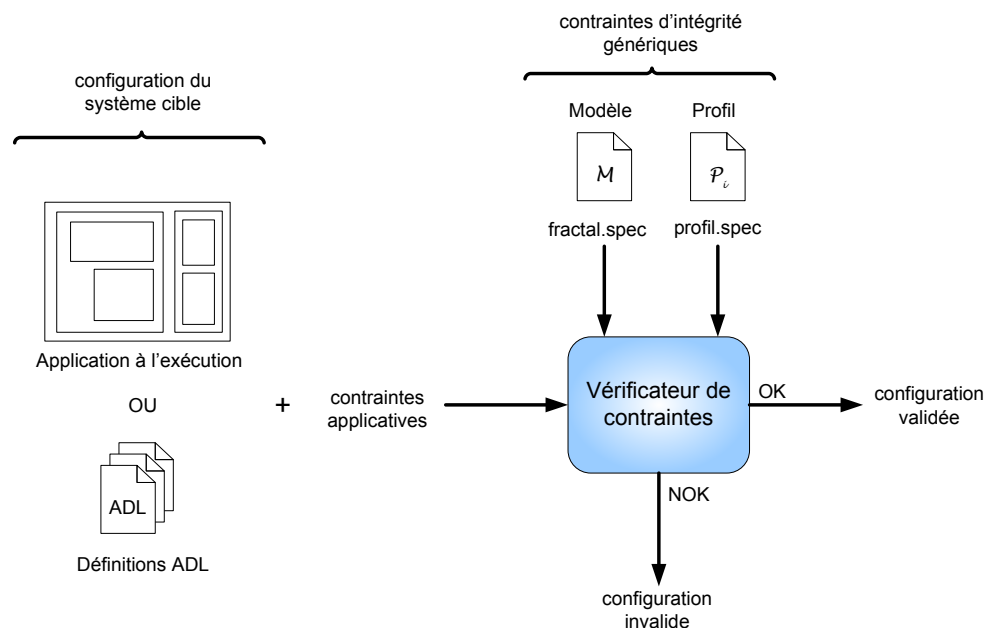 contraintes d'intégrité
génériques
configuration du
système cible
Modèle
Profil
M
Pi
fractal.spec
profil.spec
Application à l'exécution
OU
+
contraintes
applicatives
Vérificateur de
contraintes
OK
configuration
validée
ADL
Définitions ADL
NOK
configuration
invalide